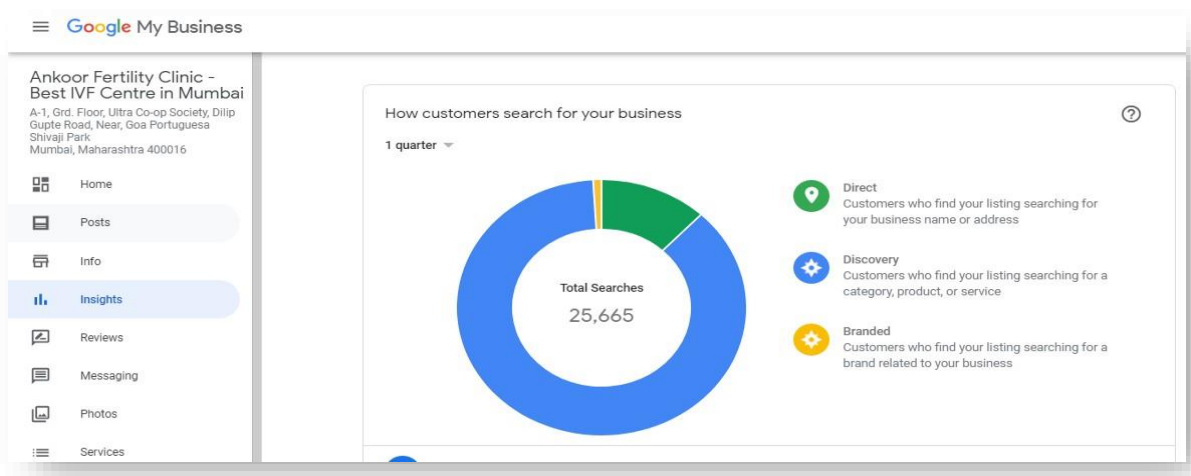 Google My Business
Ankoor Fertility Clinic -
Best IVF Centre in Mumbai
A-1, Grd. Floor, Ultra Co-op Society, Dilip
Gupte Road, Near, Goa Portuguesa
Shivaji Park
Mumbai, Maharashtra 400016
Home
Posts
Info
Insights
Reviews
Messaging
Photos
Services
How customers search for your business
1 quarter
Total Searches
25,665
Direct
Customers who find your listing searching for
your business name or address
Discovery
Customers who find your listing searching for a
category, product, or service
Branded
Customers who find your listing searching for a
brand related to your business